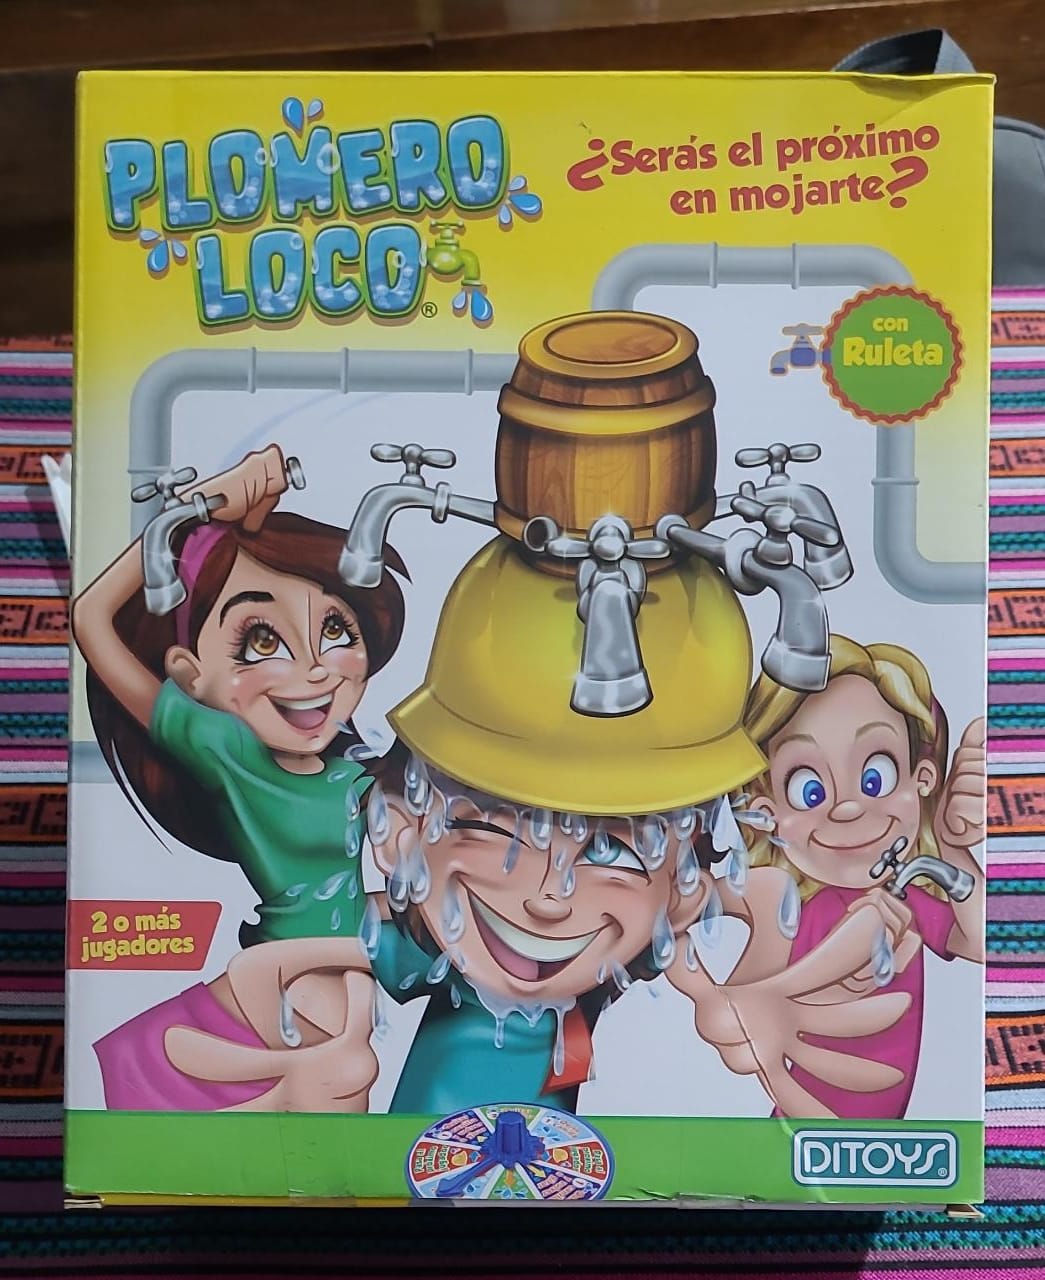 PLOMERO
LOCO®
¿Serás el próximo
en mojarte?
con
Ruleta
2 o más
jugadores
DITOYS®